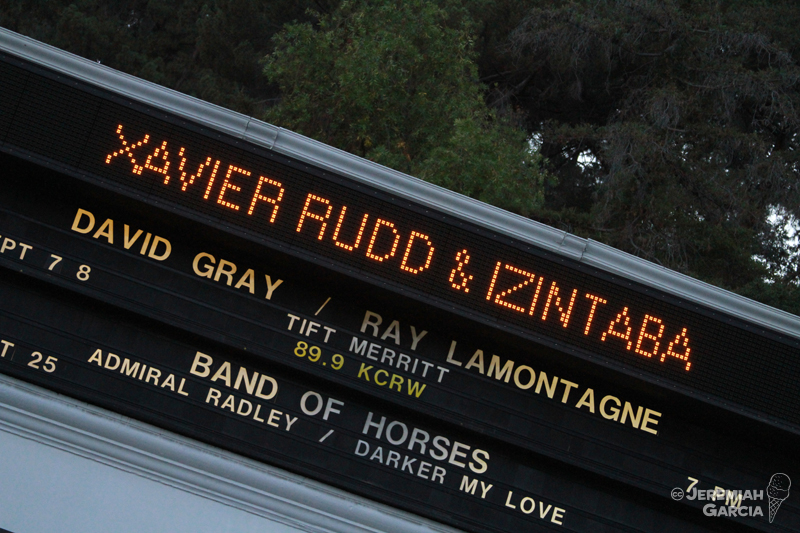 XAVIER RUDD & IZINTABA
DAVID GRAY / RAY LAMONTAGNE
PT 7 8
TIFT MERRITT
89.9 KCRW
BAND OF HORSES
T 25
ADMIRAL RADLEY / DARKER MY LOVE
7 PM
cc JEREMIAH
GARCIA